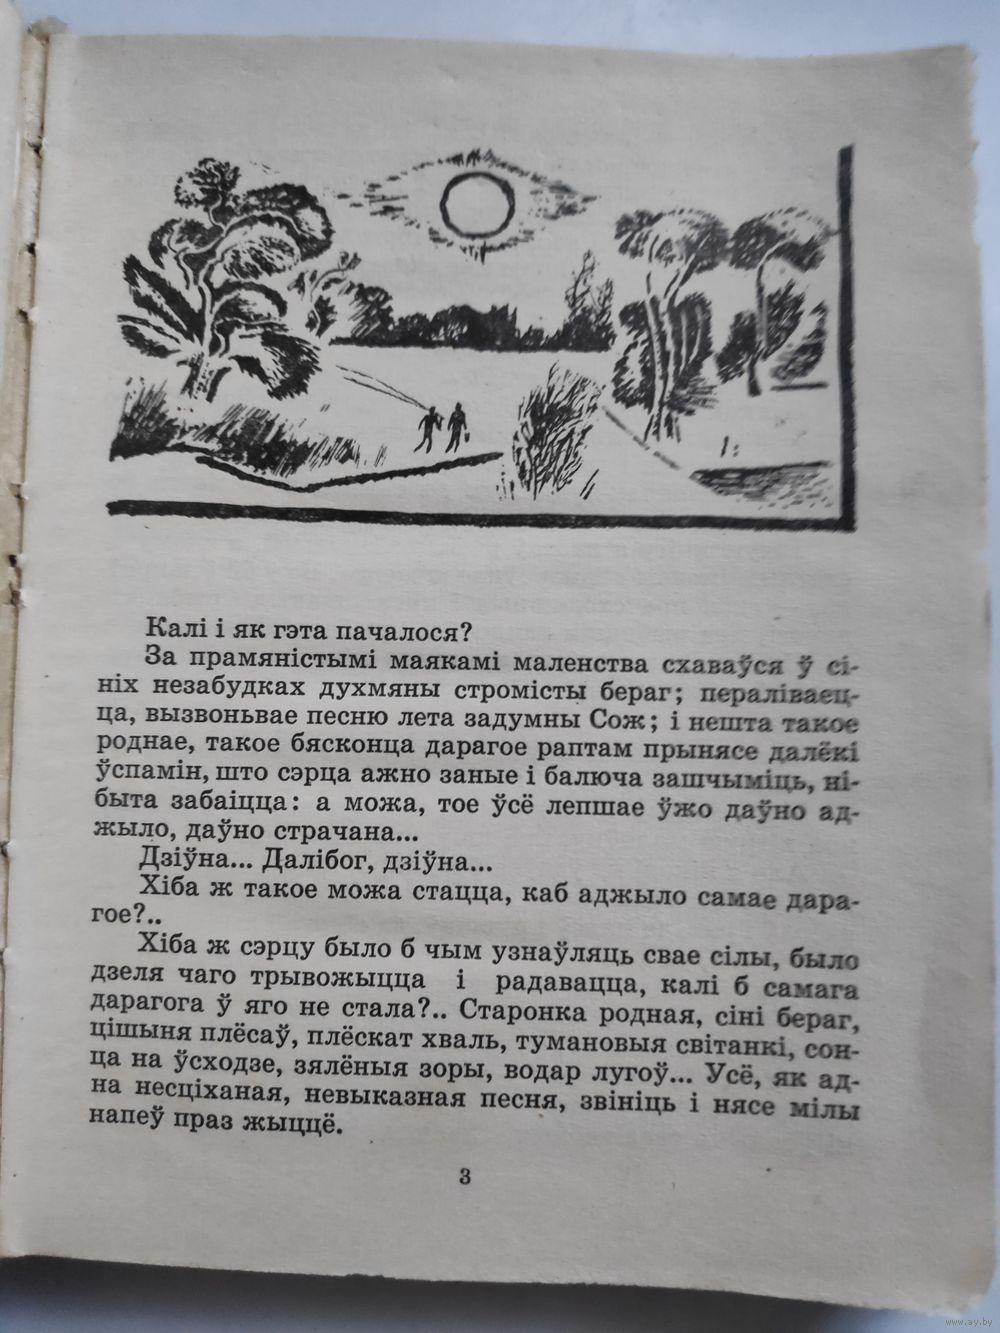 Калі і як гэта пачалося?
За прамяністымі маякамі маленства схаваўся ў сі-
ніх незабудках духмяны стромісты бераг; пераліваец-
ца, вызвоньвае песню лета задумны Сож; і нешта такое
роднае, такое бясконца дарагое раптам прынясе далёкі
ўспамін, што сэрца ажно заные і балюча зашчыміць, ні-
быта забаіцца: а можа, тое ўсё лепшае ўжо даўно ад-
жыло, даўно страчана...
Дзіўна... Далібог, дзіўна...
Хіба ж такое можа стацца, каб аджыло самае дара-
гое?..
Хіба ж сэрцу было б чым узнаўляць свае сілы, было
дзеля чаго трывожыцца і радавацца, калі б самага
дарагога ў яго не стала?.. Старонка родная, сіні бераг,
цішыня плёсаў, плёскат хваль, тумановыя світанкі, сон-
ца на ўсходзе, зялёныя зоры, водар лугоў... Усё, як ад-
на несціханая, невыказная песня, звініць і нясе мілы
напеў праз жыццё.
3
www.ay.by